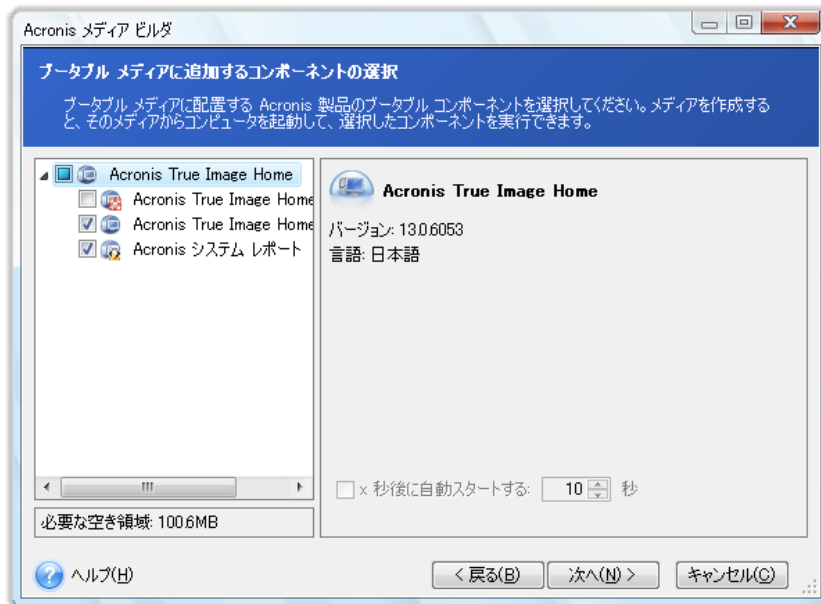 Acronis メディア ビルダ
ブータブル メディアに追加するコンポーネントの選択
ブータブル メディアに配置する Acronis 製品のブータブル コンポーネントを選択してください。メディアを作成する
と、そのメディアからコンピュータを起動して、選択したコンポーネントを実行できます。
Acronis True Image Home
Acronis True Image Home
Acronis True Image Home
Acronis システム レポート
必要な空き領域: 100.6MB
Acronis True Image Home
バージョン: 13.0.6053
言語: 日本語
x 秒後に自動スタートする: 10 秒
ヘルプ(H)
< 戻る(B)
次へ(N) >
キャンセル(C)